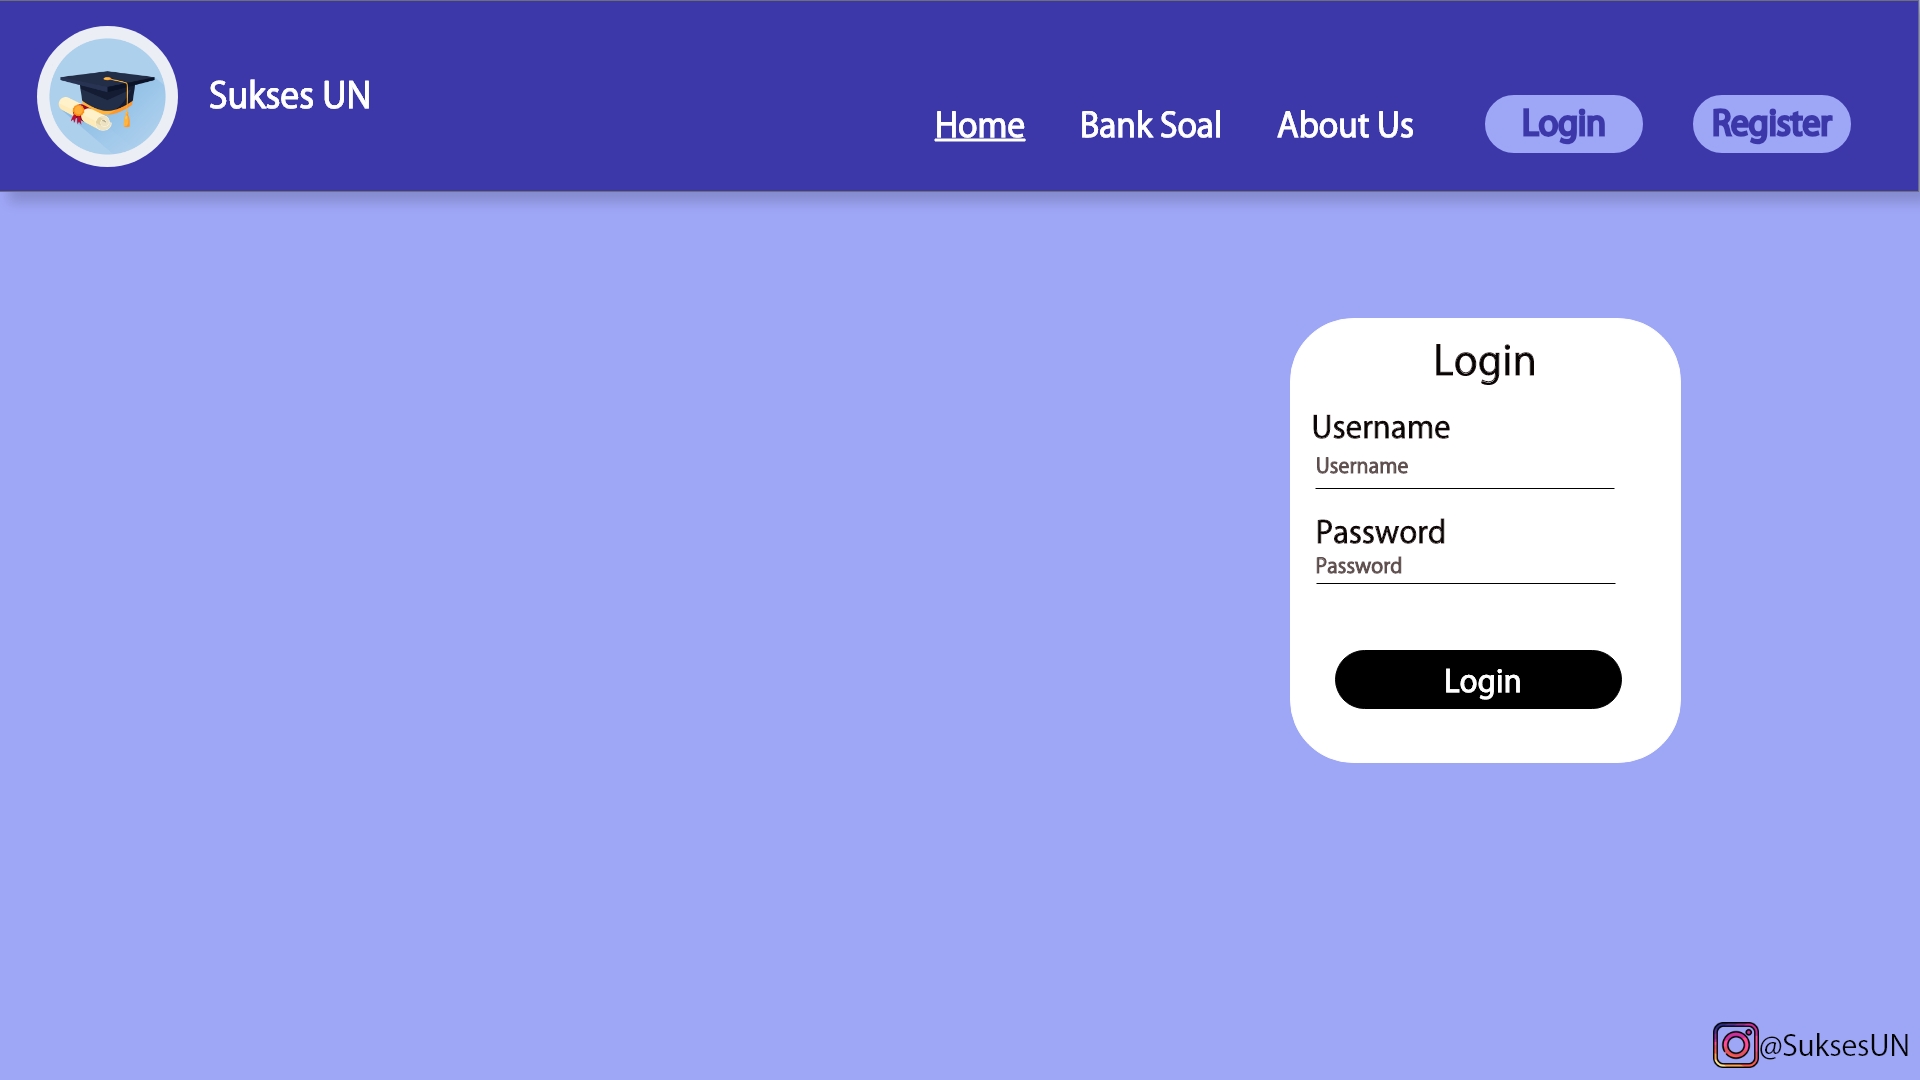 Sukses UN
Home Bank Soal About Us Login Register
Login
Username
Username
Password
Password
Login
@SuksesUN